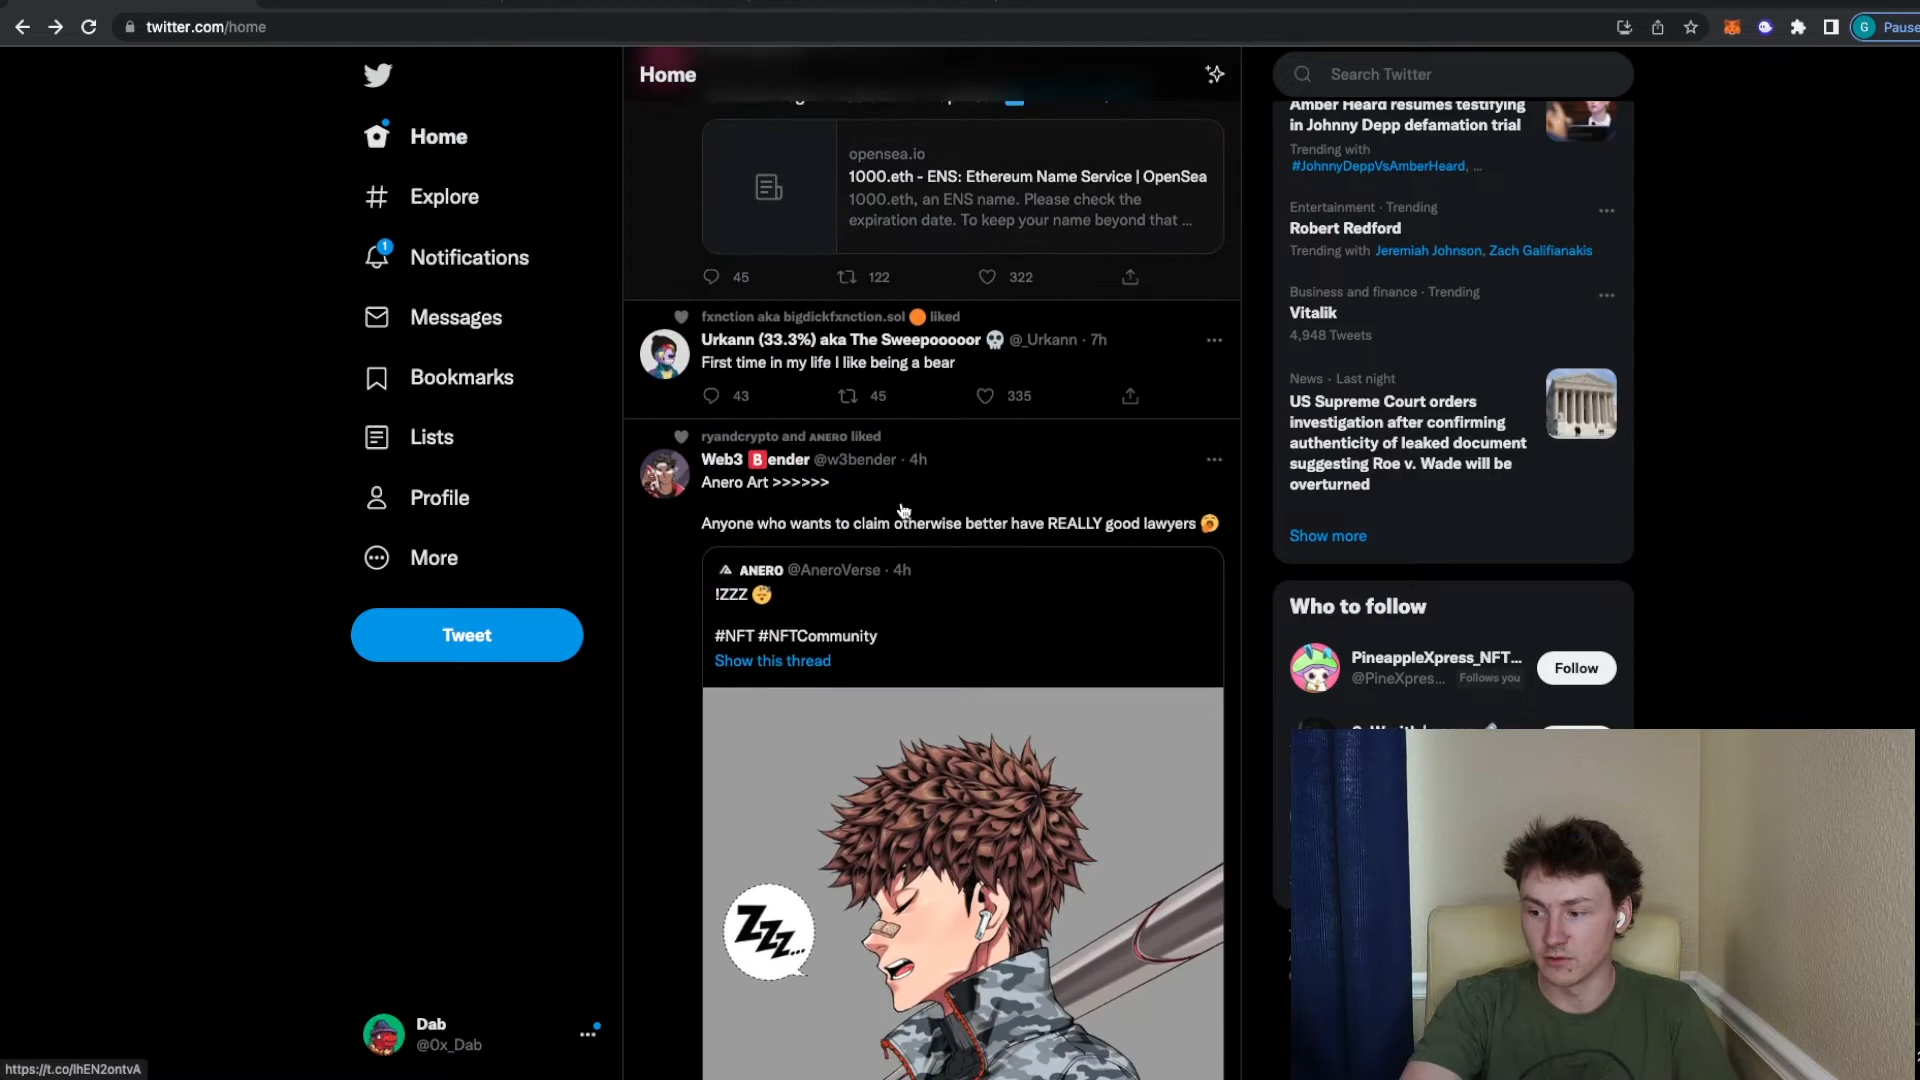 twitter.com/home
G Pause
Home
Explore
1
Notifications
Messages
Bookmarks
Lists
Profile
More
Tweet
Dab
@0x_Dab
https://t.co/lhEN2ontvA
Home
opensea.io
1000.eth - ENS: Ethereum Name Service | OpenSea
1000.eth, an ENS name. Please check the
expiration date. To keep your name beyond that ...
45 122 322
fxnction aka bigdickfxnction.sol 🟠 liked
Urkann (33.3%) aka The Sweepooooor 💀 @_Urkann · 7h
First time in my life I like being a bear
43 45 335
ryandcrypto and ANERO liked
Web3 🅱ender @w3bender · 4h
Anero Art >>>>>>
Anyone who wants to claim otherwise better have REALLY good lawyers 🥱
ANERO @AneroVerse · 4h
!ZZZ 😴
#NFT #NFTCommunity
Show this thread
ZZZ...
Search Twitter
Amber Heard resumes testifying
in Johnny Depp defamation trial
Trending with
#JohnnyDeppVsAmberHeard, ...
Entertainment · Trending
Robert Redford
Trending with Jeremiah Johnson, Zach Galifianakis
Business and finance · Trending
Vitalik
4,948 Tweets
News · Last night
US Supreme Court orders
investigation after confirming
authenticity of leaked document
suggesting Roe v. Wade will be
overturned
Show more
Who to follow
PineappleXpress_NFT...
@PineXpres... Follows you
Follow